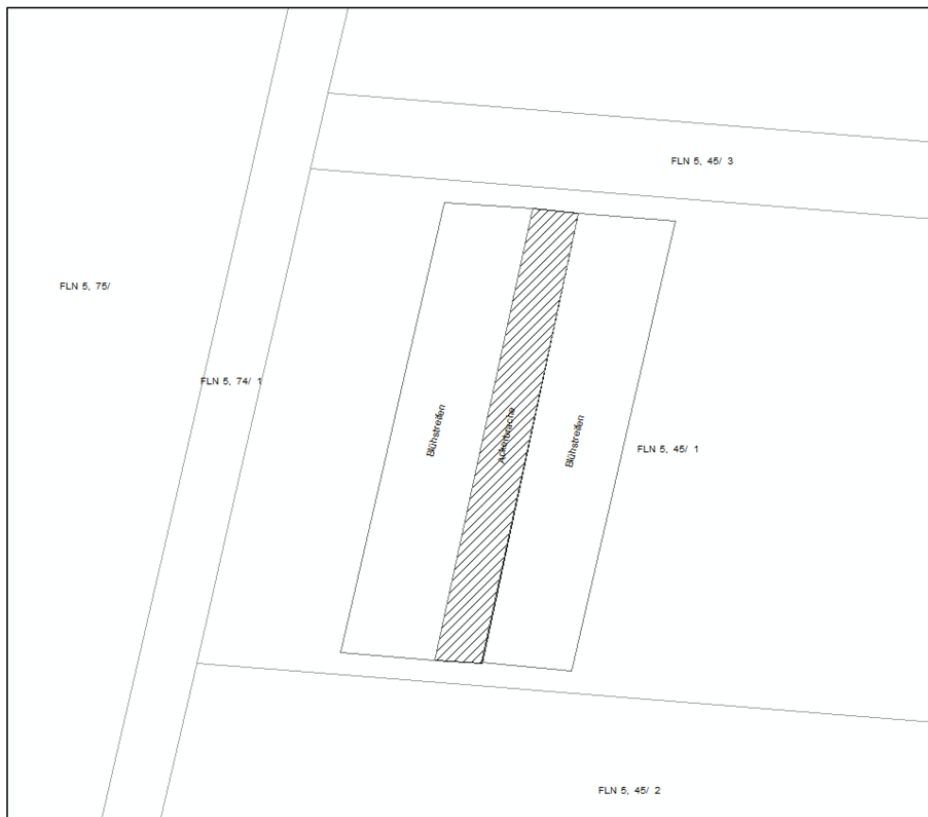 FLN 5, 45/ 3
FLN 5, 75/
FLN 5, 74/ 1
Blühstreifen
Ackerbrache
Blühstreifen
FLN 5, 45/ 1
FLN 5, 45/ 2